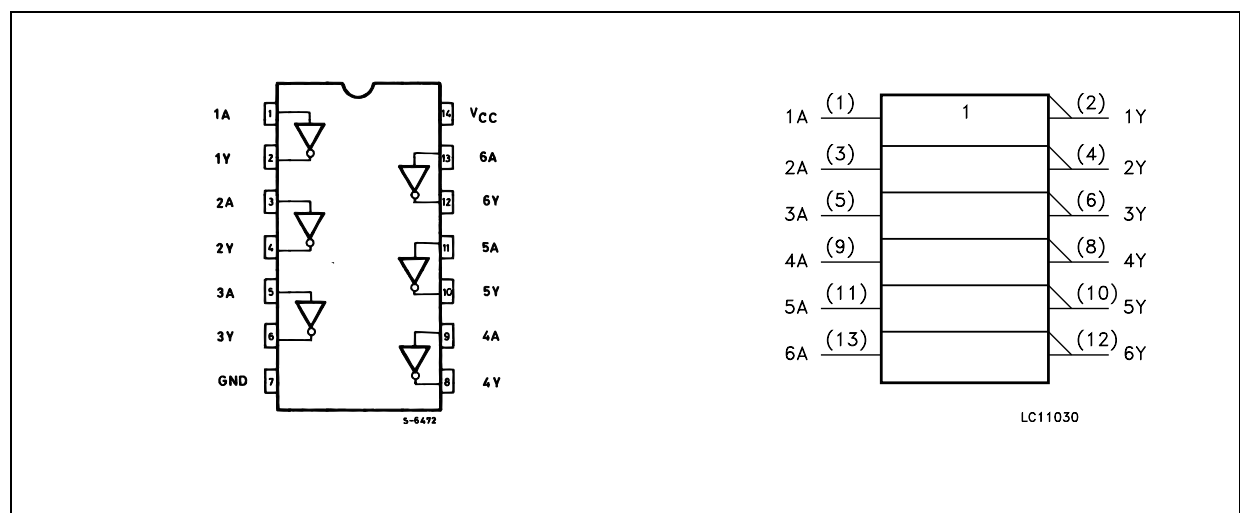 1A 1 14 VCC
1Y 2 13 6A
2A 3 12 6Y
2Y 4 11 5A
3A 5 10 5Y
3Y 6 9 4A
GND 7 8 4Y
S-6472
1A (1) 1 (2) 1Y
2A (3) (4) 2Y
3A (5) (6) 3Y
4A (9) (8) 4Y
5A (11) (10) 5Y
6A (13) (12) 6Y
LC11030